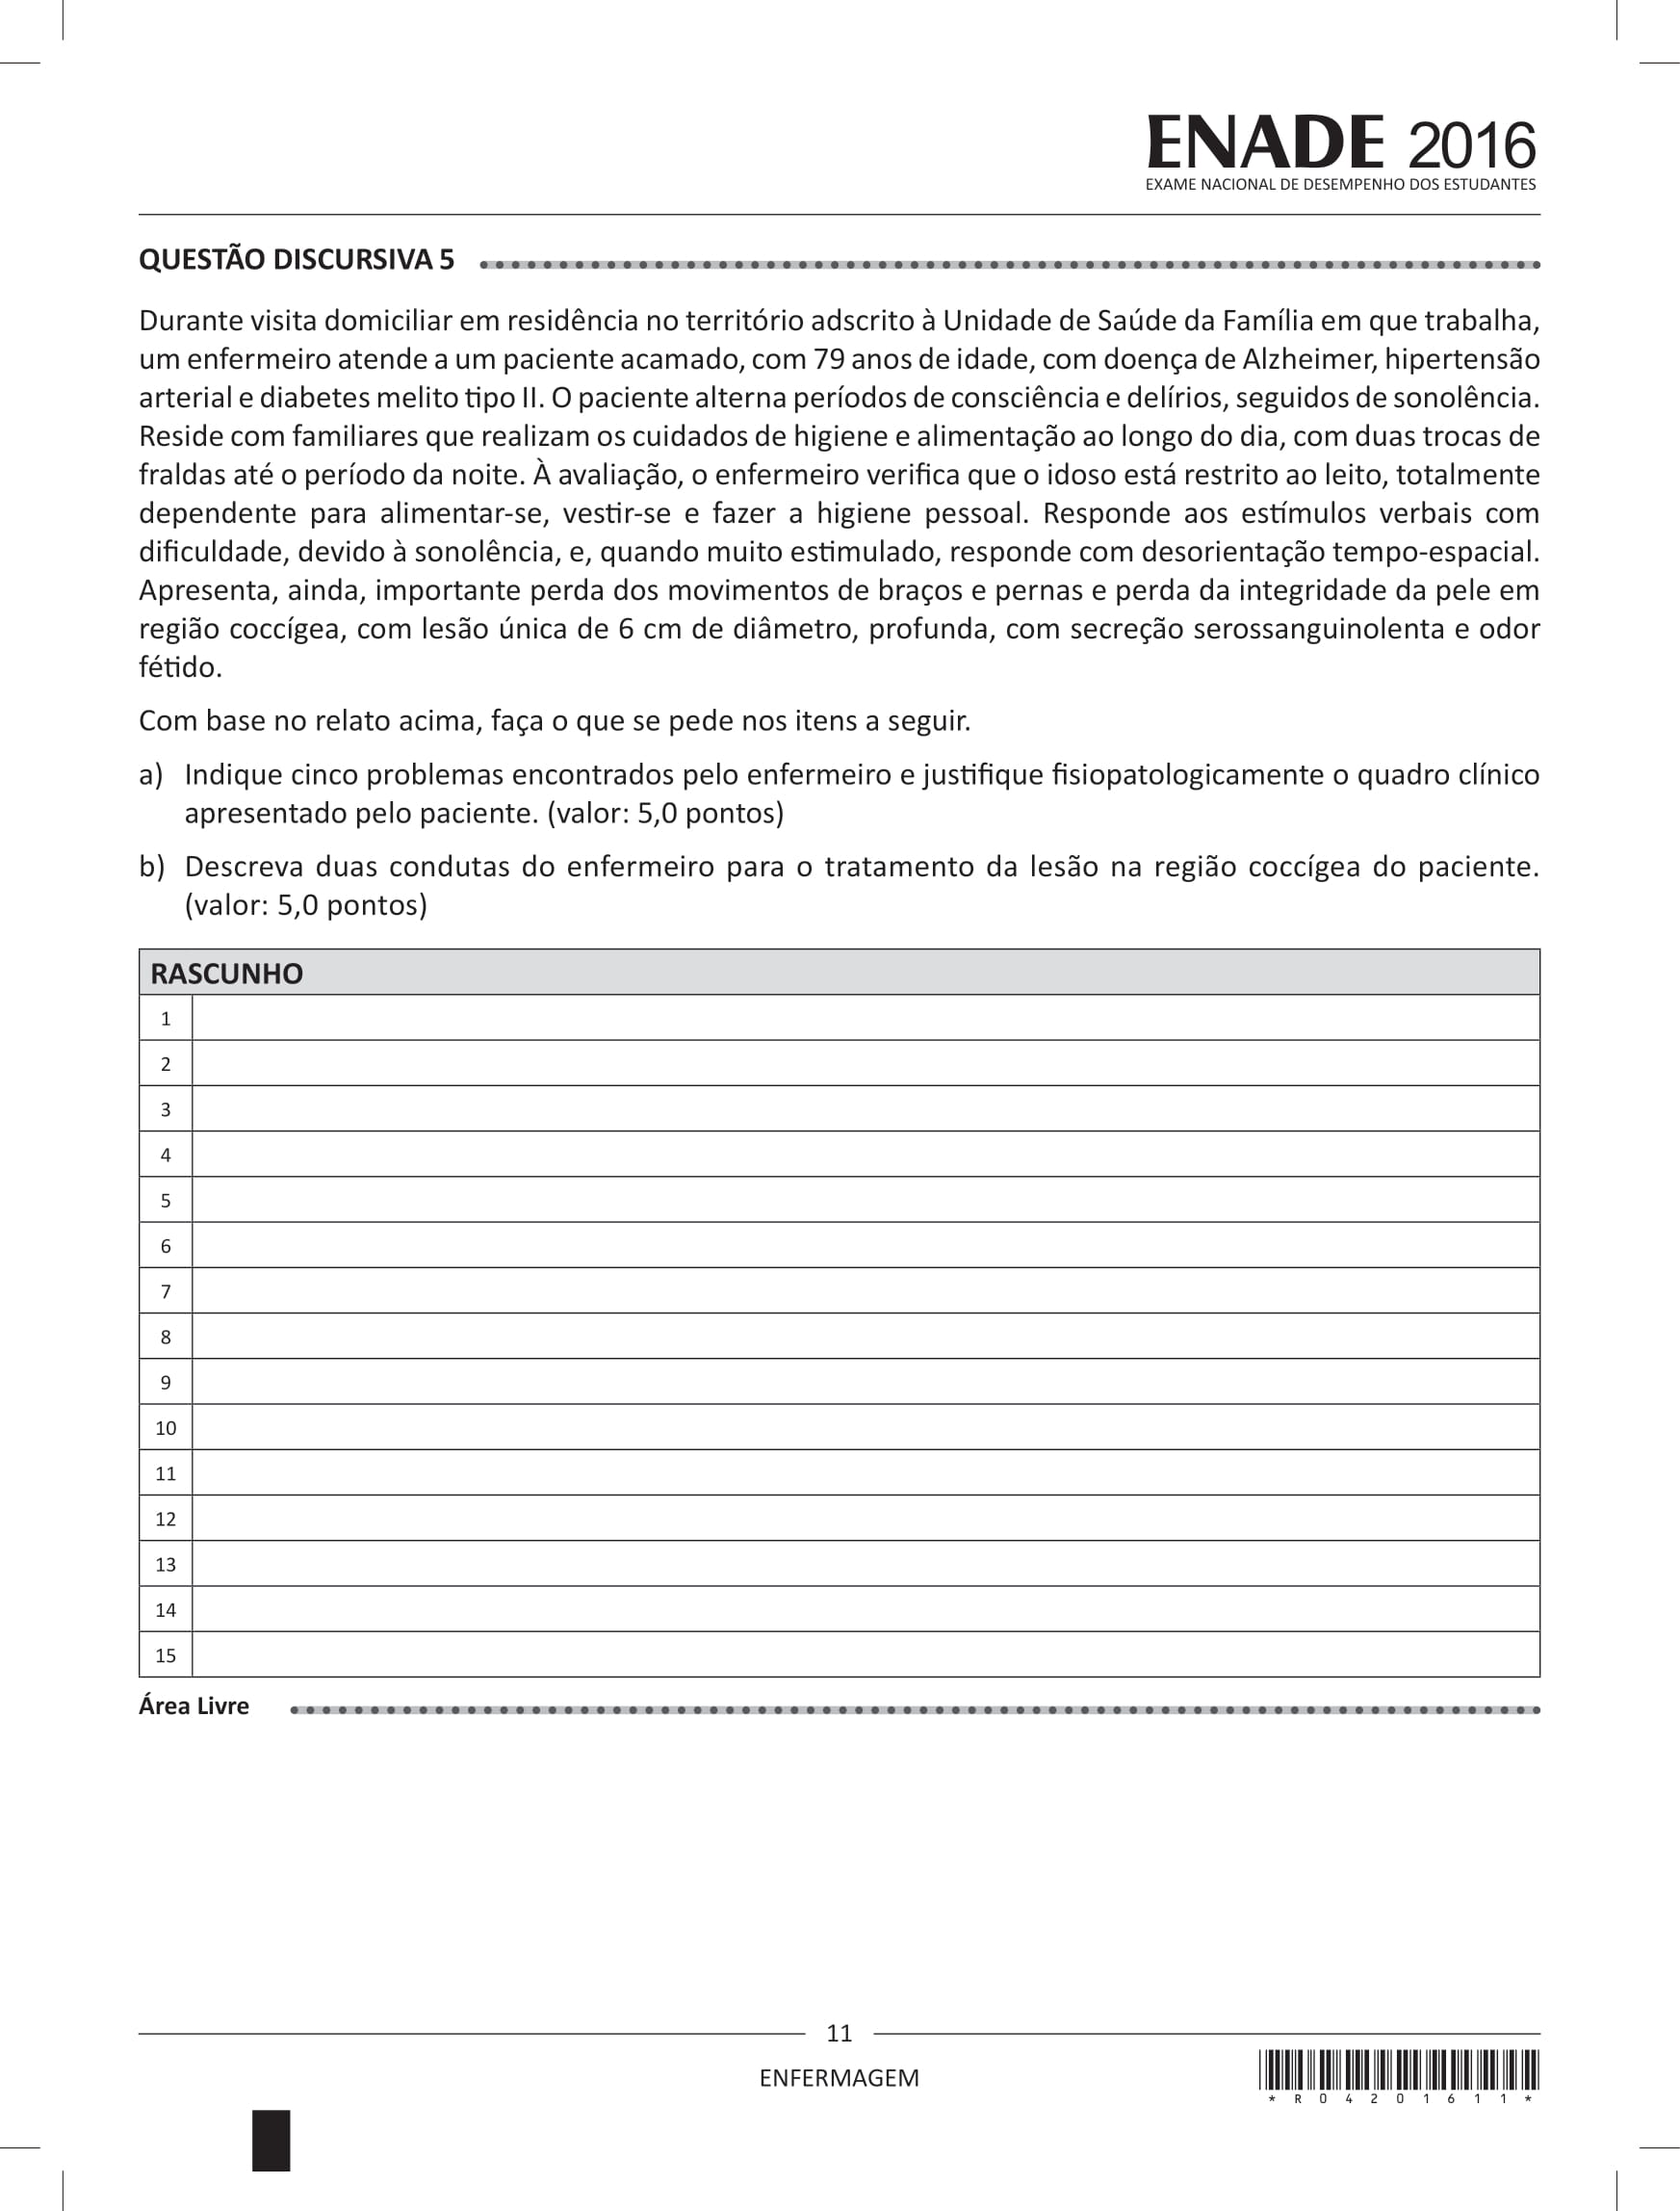 ENADE 2016
EXAME NACIONAL DE DESEMPENHO DOS ESTUDANTES
QUESTÃO DISCURSIVA 5
Durante visita domiciliar em residência no território adscrito à Unidade de Saúde da Família em que trabalha,
um enfermeiro atende a um paciente acamado, com 79 anos de idade, com doença de Alzheimer, hipertensão
arterial e diabetes melito tipo II. O paciente alterna períodos de consciência e delírios, seguidos de sonolência.
Reside com familiares que realizam os cuidados de higiene e alimentação ao longo do dia, com duas trocas de
fraldas até o período da noite. À avaliação, o enfermeiro verifica que o idoso está restrito ao leito, totalmente
dependente para alimentar-se, vestir-se e fazer a higiene pessoal. Responde aos estímulos verbais com
dificuldade, devido à sonolência, e, quando muito estimulado, responde com desorientação tempo-espacial.
Apresenta, ainda, importante perda dos movimentos de braços e pernas e perda da integridade da pele em
região coccígea, com lesão única de 6 cm de diâmetro, profunda, com secreção serossanguinolenta e odor
fétido.
Com base no relato acima, faça o que se pede nos itens a seguir.
a) Indique cinco problemas encontrados pelo enfermeiro e justifique fisiopatologicamente o quadro clínico
apresentado pelo paciente. (valor: 5,0 pontos)
b) Descreva duas condutas do enfermeiro para o tratamento da lesão na região coccígea do paciente.
(valor: 5,0 pontos)
RASCUNHO
1
2
3
4
5
6
7
8
9
10
11
12
13
14
15
Área Livre
11
ENFERMAGEM
* R 0 4 2 0 1 6 1 1 *